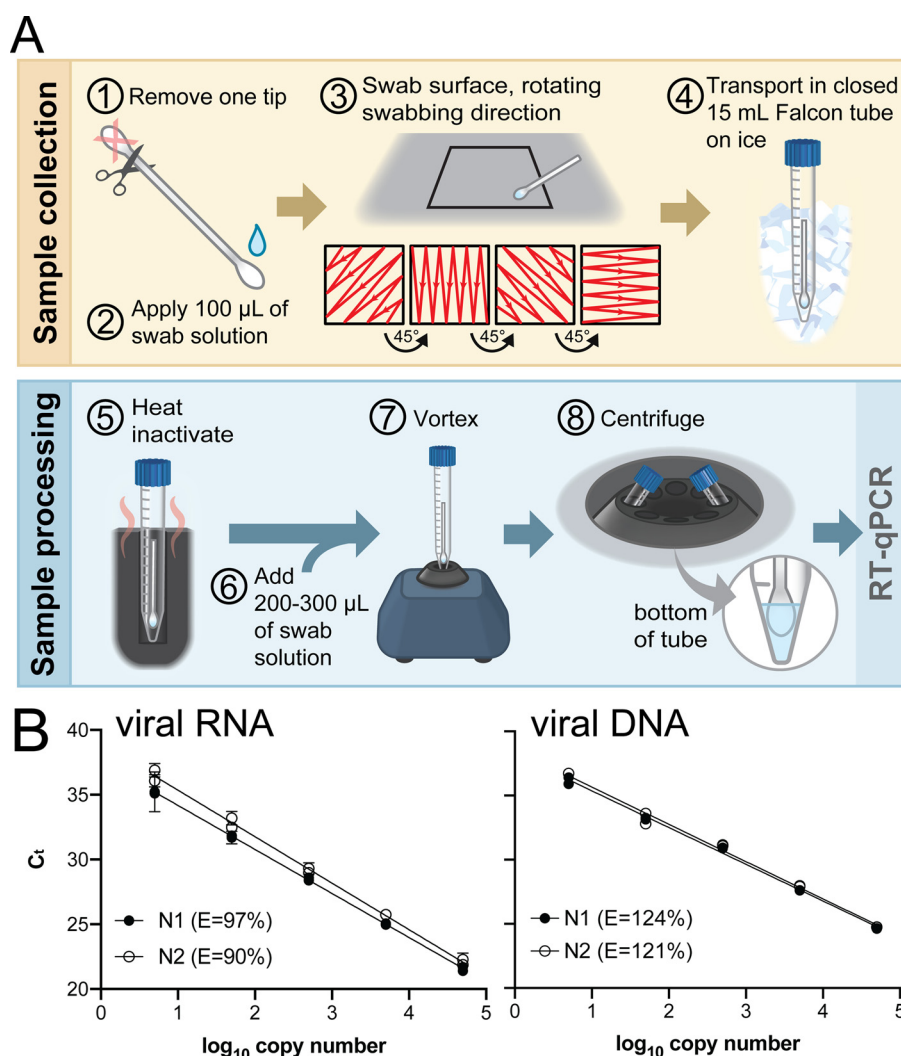 A
Sample collection
① Remove one tip
② Apply 100 µL of
swab solution
③ Swab surface, rotating
swabbing direction
45°
45°
45°
④ Transport in closed
15 mL Falcon tube
on ice
Sample processing
⑤ Heat
inactivate
⑥ Add
200-300 µL
of swab
solution
⑦ Vortex
⑧ Centrifuge
bottom
of tube
RT-qPCR
B
viral RNA
40
35
30
25
20
Ct
N1 (E=97%)
N2 (E=90%)
0 1 2 3 4 5
log10 copy number
viral DNA
N1 (E=124%)
N2 (E=121%)
0 1 2 3 4 5
log10 copy number